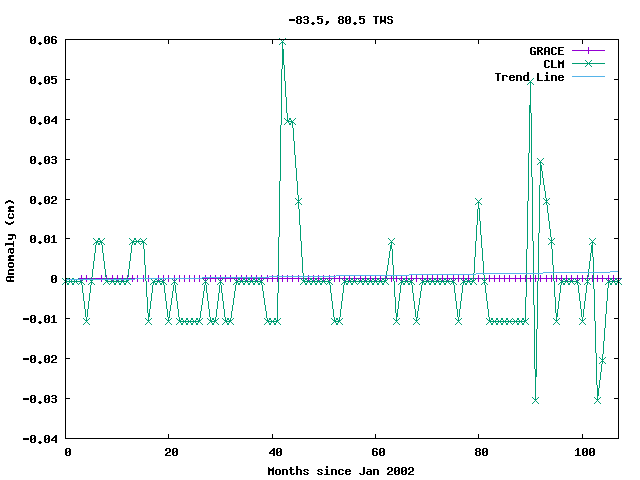 -83.5, 80.5 TWS
GRACE
CLM
Trend Line
Anomaly (cm)
0.06
0.05
0.04
0.03
0.02
0.01
0
-0.01
-0.02
-0.03
-0.04
0 20 40 60 80 100
Months since Jan 2002